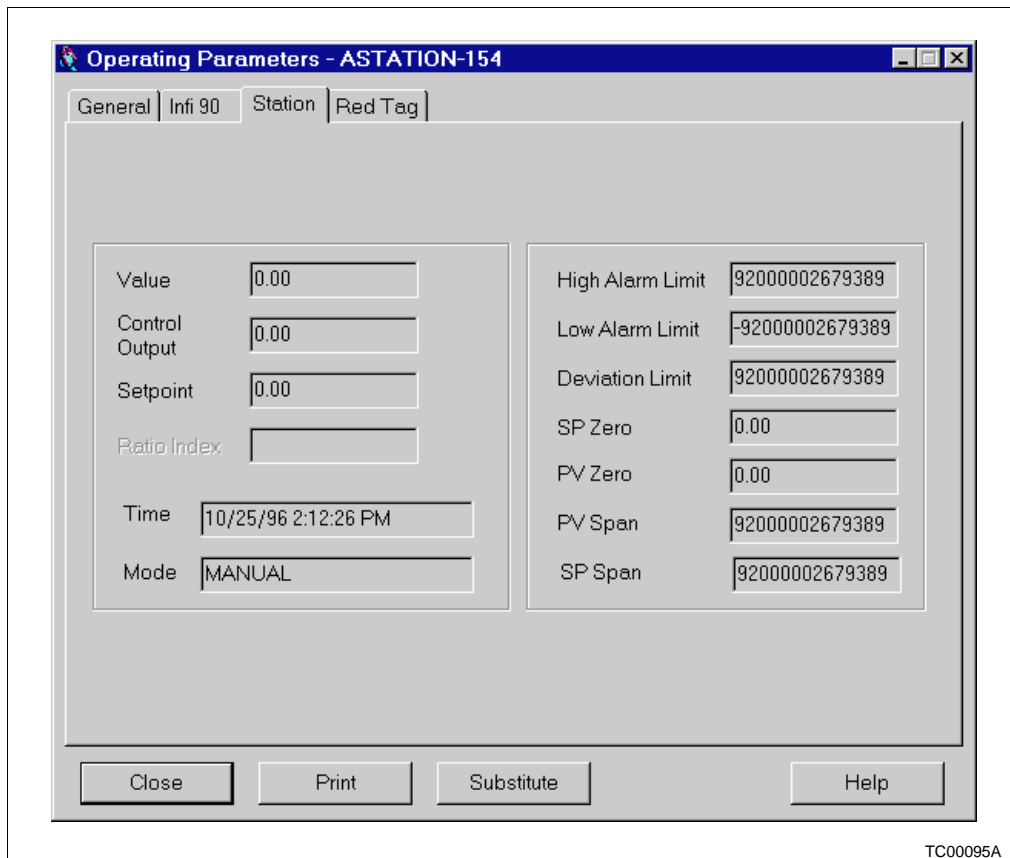 Operating Parameters - ASTATION-154
General
Infi 90
Station
Red Tag
Value 0.00
Control
Output 0.00
Setpoint 0.00
Ratio Index
Time 10/25/96 2:12:26 PM
Mode MANUAL
High Alarm Limit 92000002679389
Low Alarm Limit -92000002679389
Deviation Limit 92000002679389
SP Zero 0.00
PV Zero 0.00
PV Span 92000002679389
SP Span 92000002679389
Close
Print
Substitute
Help
TC00095A